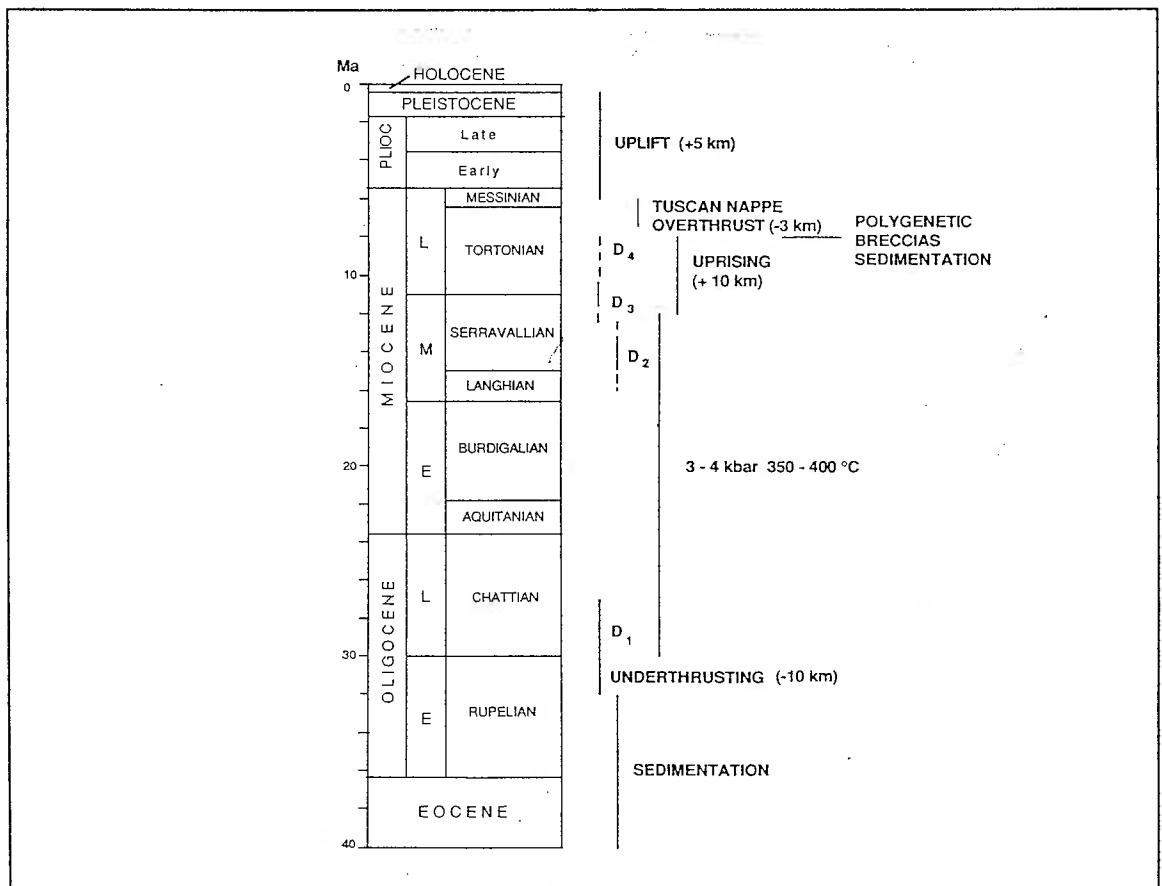 Ma
HOLOCENE
0
PLEISTOCENE
PLIOC
Late
Early
UPLIFT (+5 km)
MIOCENE
L
MESSINIAN
TORTONIAN
10
TUSCAN NAPPE
OVERTHRUST (-3 km)
POLYGENETIC
BRECCIAS
SEDIMENTATION
D4
UPRISING
(+ 10 km)
D3
M
SERRAVALLIAN
LANGHIAN
D2
E
BURDIGALIAN
20
AQUITANIAN
3 - 4 kbar 350 - 400 °C
OLIGOCENE
L
CHATTIAN
D1
30
UNDERTHRUSTING (-10 km)
E
RUPELIAN
SEDIMENTATION
EOCENE
40